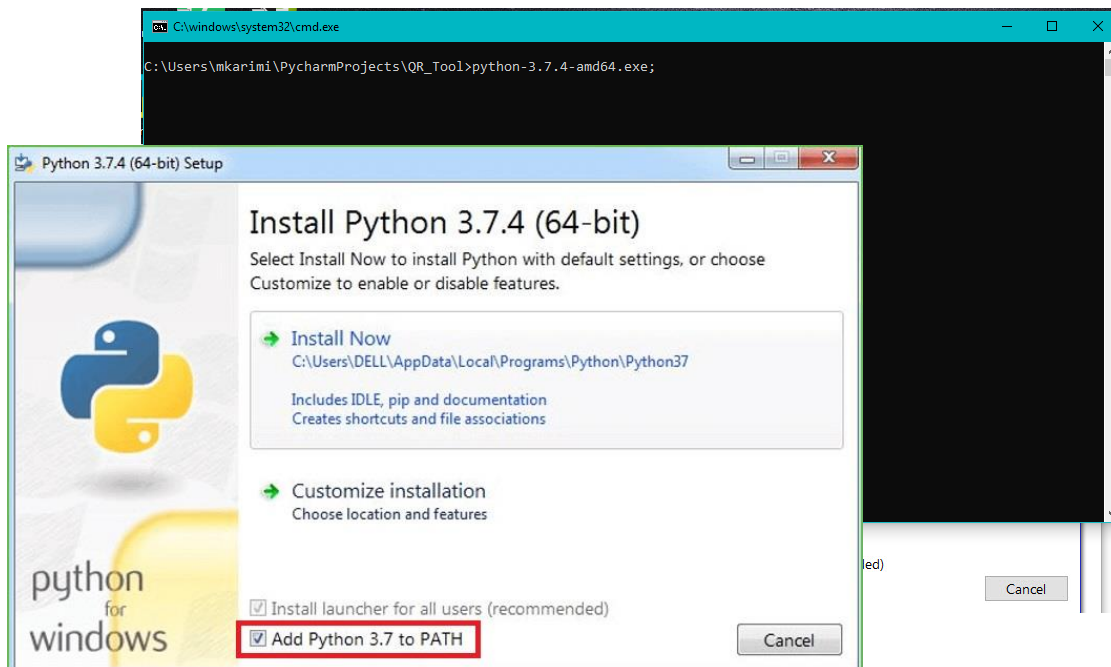 C:\windows\system32\cmd.exe
C:\Users\mkarimi\PycharmProjects\QR_Tool>python-3.7.4-amd64.exe;
Python 3.7.4 (64-bit) Setup
Install Python 3.7.4 (64-bit)
Select Install Now to install Python with default settings, or choose
Customize to enable or disable features.
Install Now
C:\Users\DELL\AppData\Local\Programs\Python\Python37
Includes IDLE, pip and documentation
Creates shortcuts and file associations
Customize installation
Choose location and features
python
for
windows
Install launcher for all users (recommended)
Add Python 3.7 to PATH
Cancel
led)
Cancel